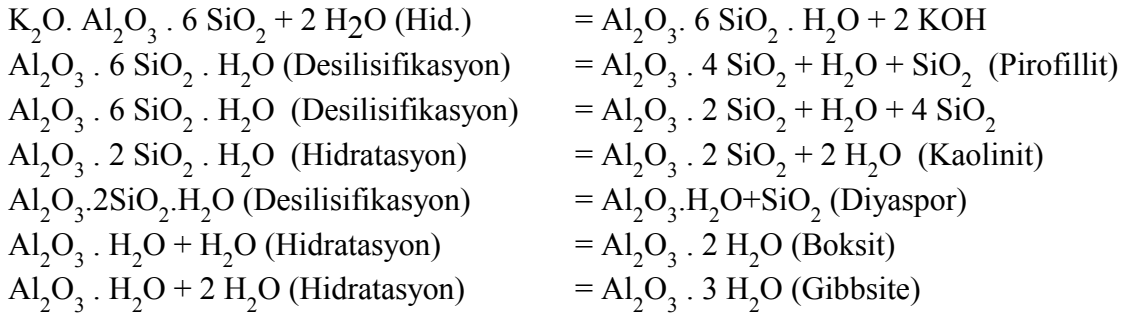 K₂O. Al₂O₃ . 6 SiO₂ + 2 H2O (Hid.) = Al₂O₃. 6 SiO₂ . H₂O + 2 KOH
Al₂O₃ . 6 SiO₂ . H₂O (Desilisifikasyon) = Al₂O₃ . 4 SiO₂ + H₂O + SiO₂ (Pirofillit)
Al₂O₃ . 6 SiO₂ . H₂O (Desilisifikasyon) = Al₂O₃ . 2 SiO₂ + H₂O + 4 SiO₂
Al₂O₃ . 2 SiO₂ . H₂O (Hidratasyon) = Al₂O₃ . 2 SiO₂ + 2 H₂O (Kaolinit)
Al₂O₃.2SiO₂.H₂O (Desilisifikasyon) = Al₂O₃.H₂O+SiO₂ (Diyaspor)
Al₂O₃ . H₂O + H₂O (Hidratasyon) = Al₂O₃ . 2 H₂O (Boksit)
Al₂O₃ . H₂O + 2 H₂O (Hidratasyon) = Al₂O₃ . 3 H₂O (Gibbsite)